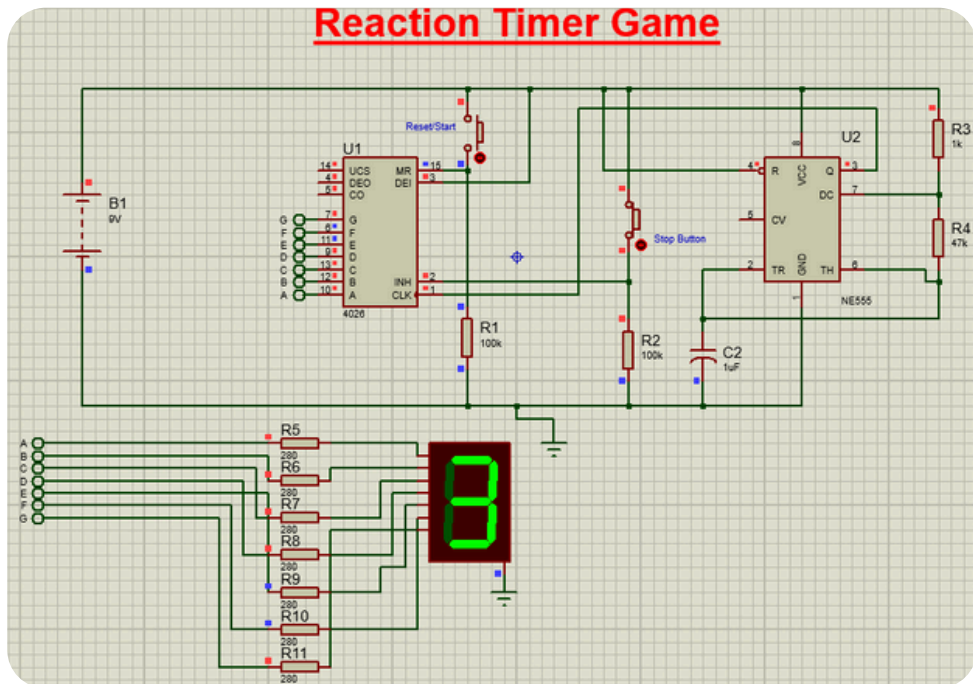 Reaction Timer Game
Reset/Start
U1
14 UCS MR 15
4 DEO DEI 3
5 CO
G 7 G
F 6 F
E 11 E
D 9 D
C 13 C
B 12 B INH 2
A 10 A CLK 1
4026
B1
9V
R1
100k
Stop Button
R2
100k
C2
1uF
U2
8
VCC
4 R Q 3
DC 7
5 CV
2 TR GND TH 6
1
NE555
R3
1k
R4
47k
A
B
C
D
E
F
G
R5
280
R6
280
R7
280
R8
280
R9
280
R10
280
R11
280
3